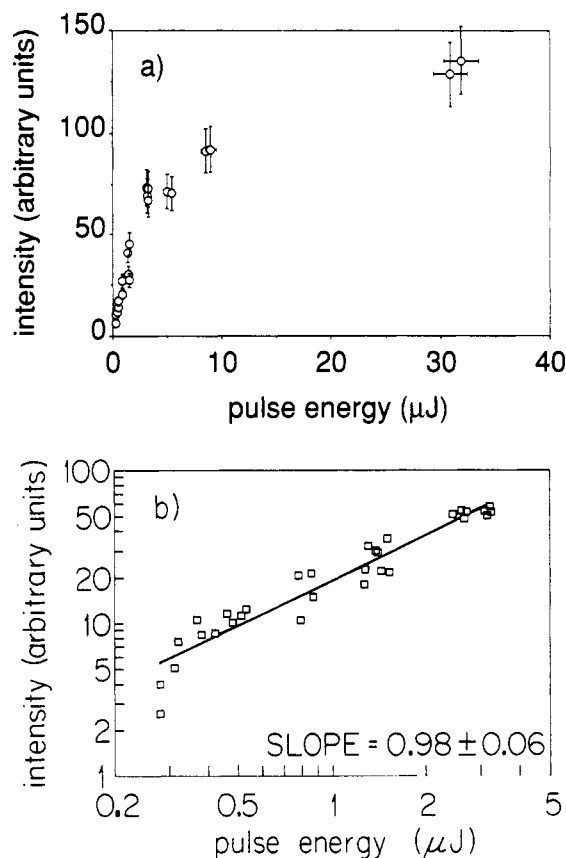 150
a)
100
50
0
intensity (arbitrary units)
0 10 20 30 40
pulse energy (μJ)
100
b)
50
20
10
5
2
1
intensity (arbitrary units)
SLOPE = 0.98 ± 0.06
0.2 0.5 1 2 5
pulse energy (μJ)